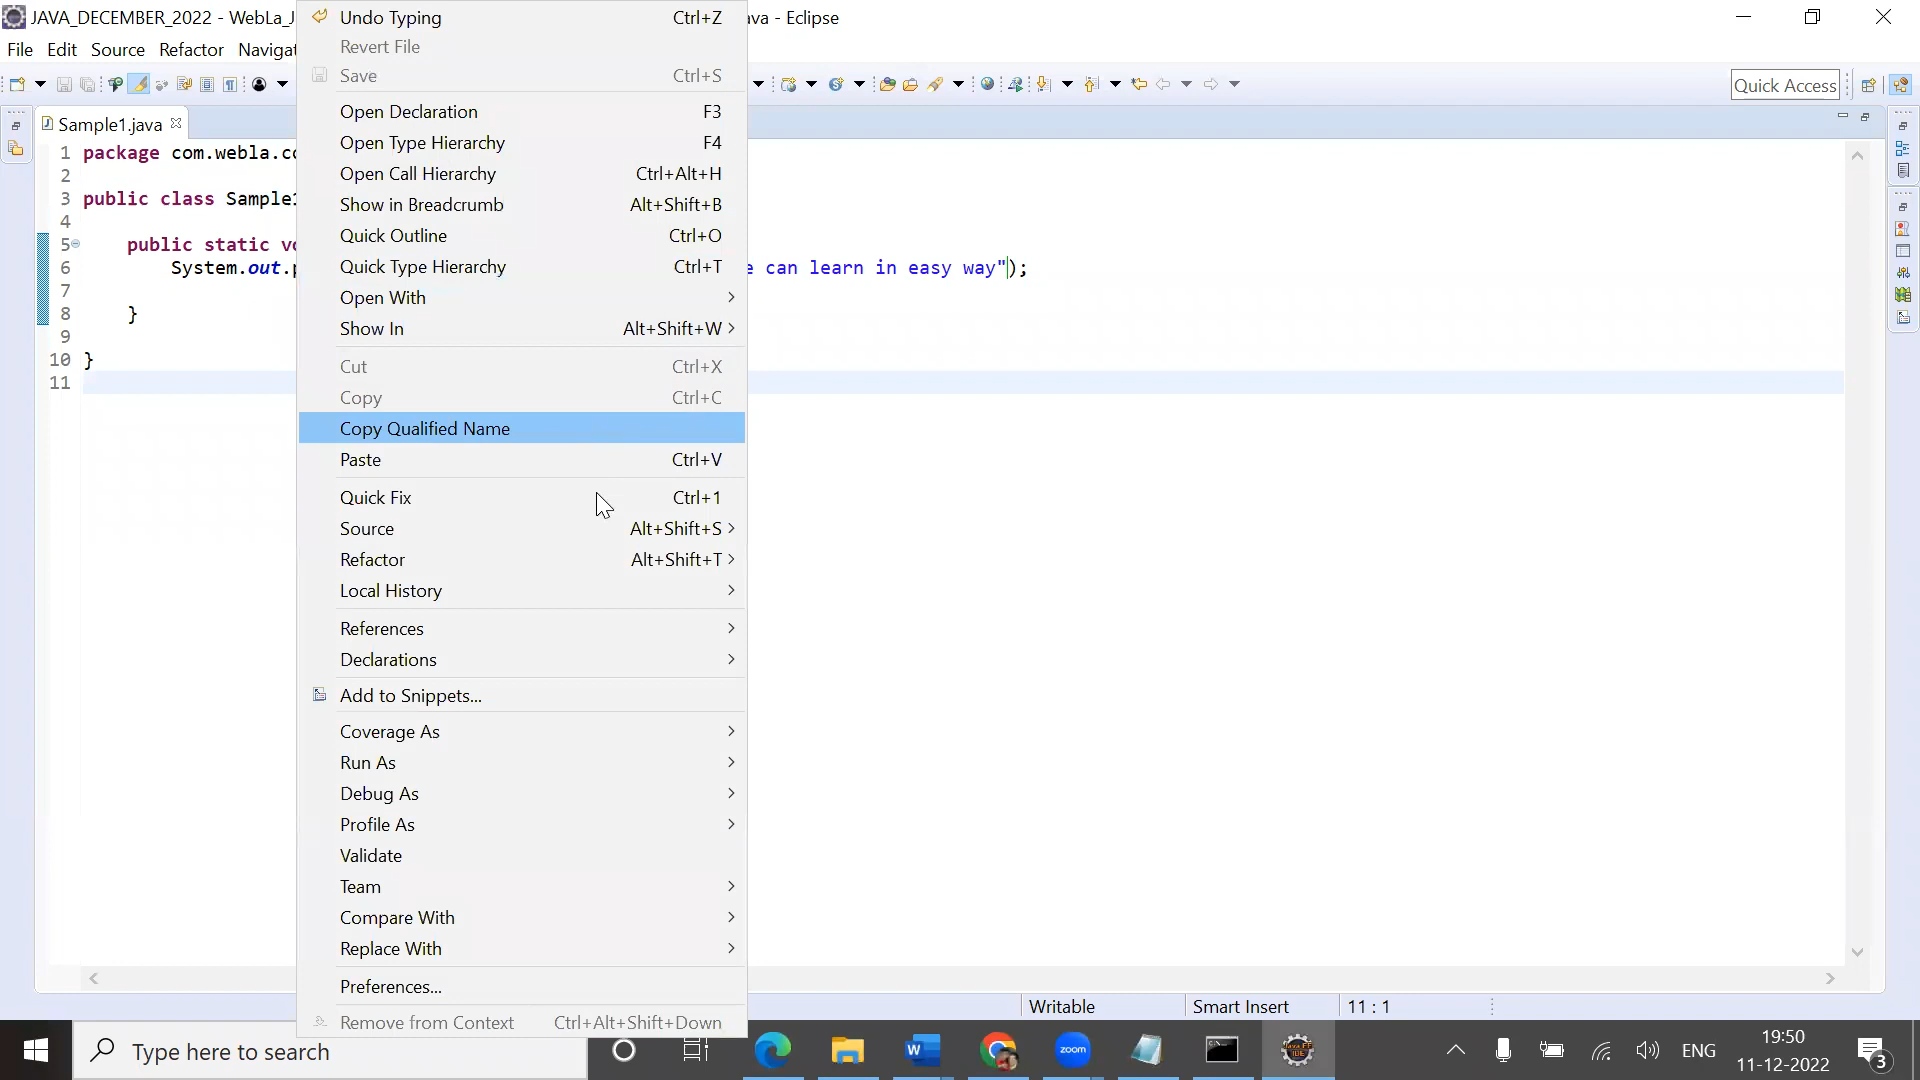 JAVA_DECEMBER_2022 - WebLa_J
va - Eclipse
File Edit Source Refactor Navigat
Quick Access
Sample1.java
1 package com.webla.co
2
3 public class Sample1
4
5 public static vo
6 System.out.p
e can learn in easy way");
7
8 }
9
10 }
11
Undo Typing Ctrl+Z
Revert File
Save Ctrl+S
Open Declaration F3
Open Type Hierarchy F4
Open Call Hierarchy Ctrl+Alt+H
Show in Breadcrumb Alt+Shift+B
Quick Outline Ctrl+O
Quick Type Hierarchy Ctrl+T
Open With
Show In Alt+Shift+W
Cut Ctrl+X
Copy Ctrl+C
Copy Qualified Name
Paste Ctrl+V
Quick Fix Ctrl+1
Source Alt+Shift+S
Refactor Alt+Shift+T
Local History
References
Declarations
Add to Snippets...
Coverage As
Run As
Debug As
Profile As
Validate
Team
Compare With
Replace With
Preferences...
Remove from Context Ctrl+Alt+Shift+Down
Writable Smart Insert 11 : 1
Type here to search
zoom
ENG
19:50
11-12-2022
3